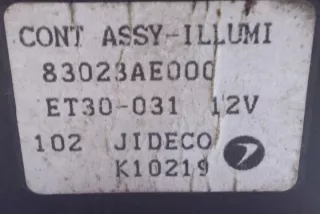 CONT ASSY-ILLUMI
83023AE000
ET30-031 12V
102 JIDECO
K10219